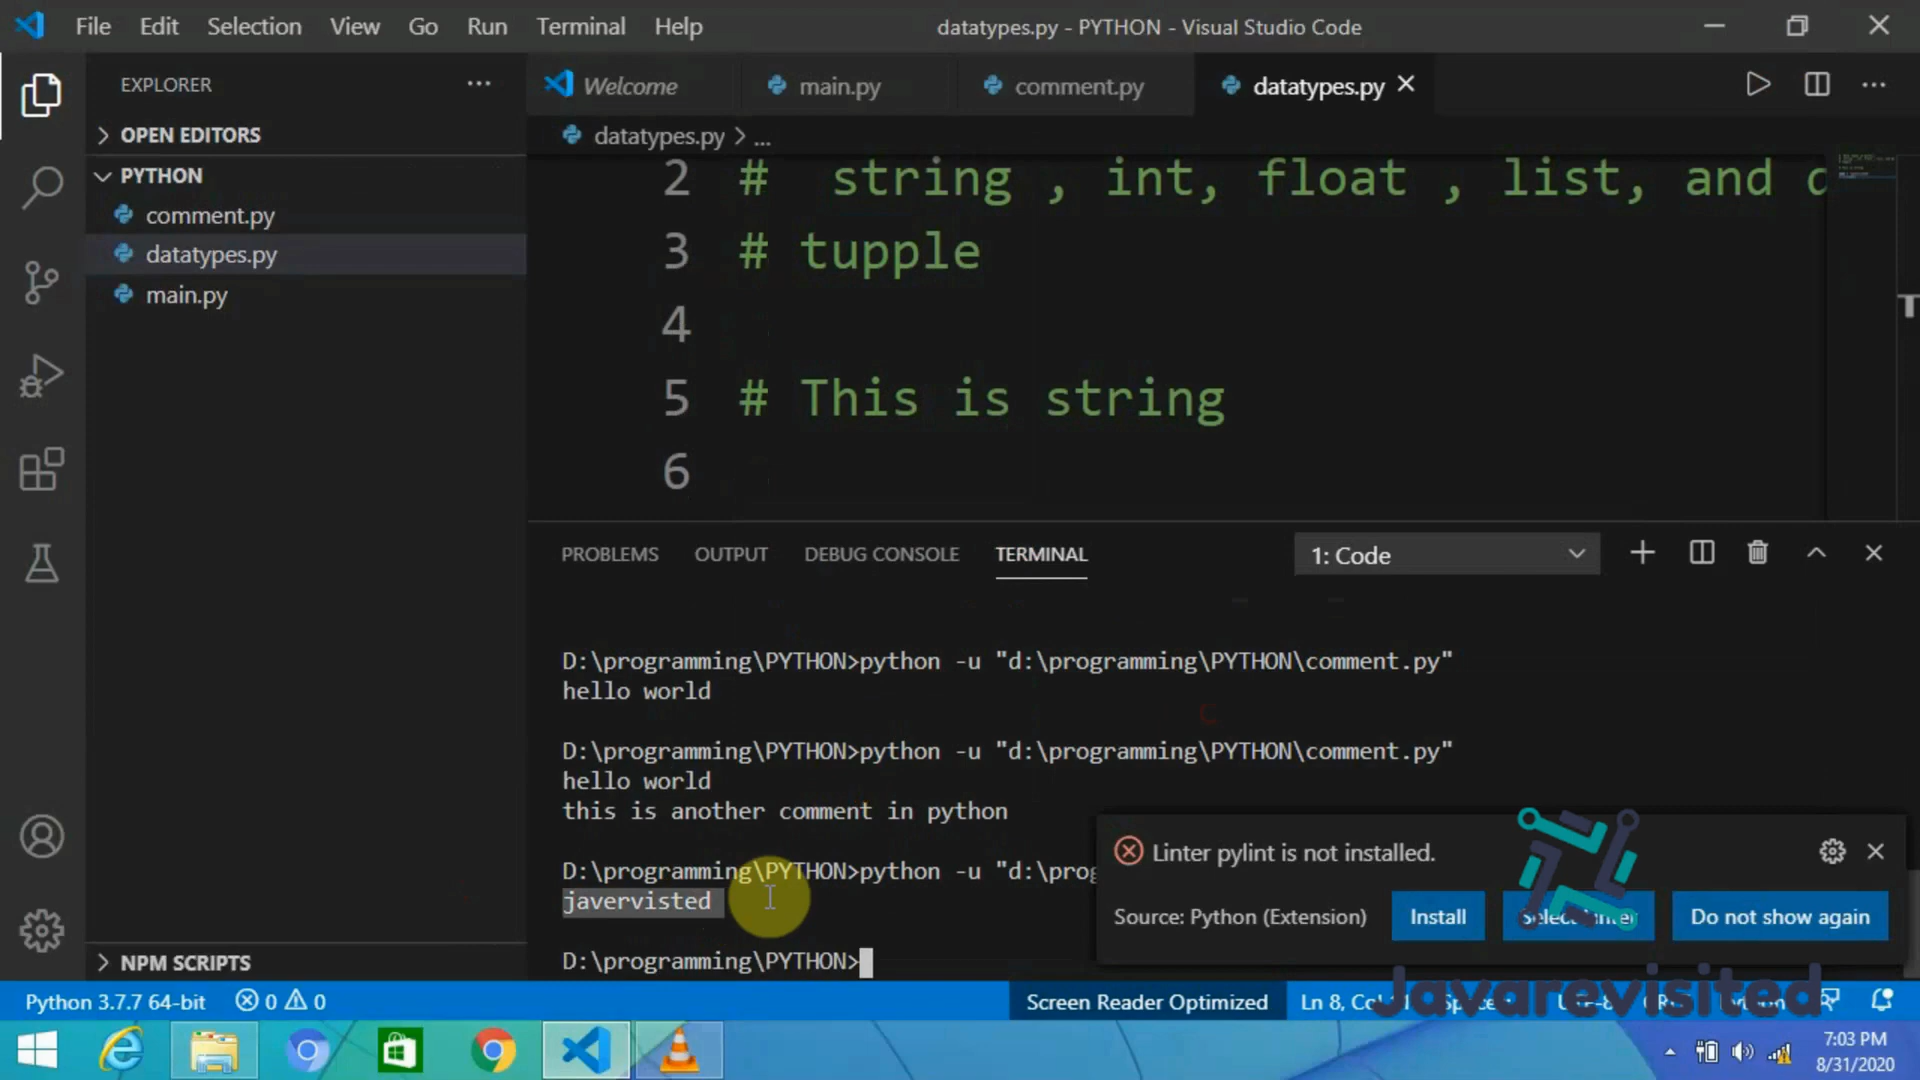 File Edit Selection View Go Run Terminal Help
datatypes.py - PYTHON - Visual Studio Code
EXPLORER
OPEN EDITORS
PYTHON
comment.py
datatypes.py
main.py
NPM SCRIPTS
Welcome main.py comment.py datatypes.py
datatypes.py > ...
2 # string , int, float , list, and
3 # tupple
4
5 # This is string
6
PROBLEMS OUTPUT DEBUG CONSOLE TERMINAL
1: Code
D:\programming\PYTHON>python -u "d:\programming\PYTHON\comment.py"
hello world
C
D:\programming\PYTHON>python -u "d:\programming\PYTHON\comment.py"
hello world
this is another comment in python
D:\programming\PYTHON>python -u "d:\prog
javervisted
D:\programming\PYTHON>
Linter pylint is not installed.
Source: Python (Extension)
Install
Select Linter
Do not show again
Javarevisited
Python 3.7.7 64-bit 0 0
Screen Reader Optimized
Ln 8,
7:03 PM
8/31/2020